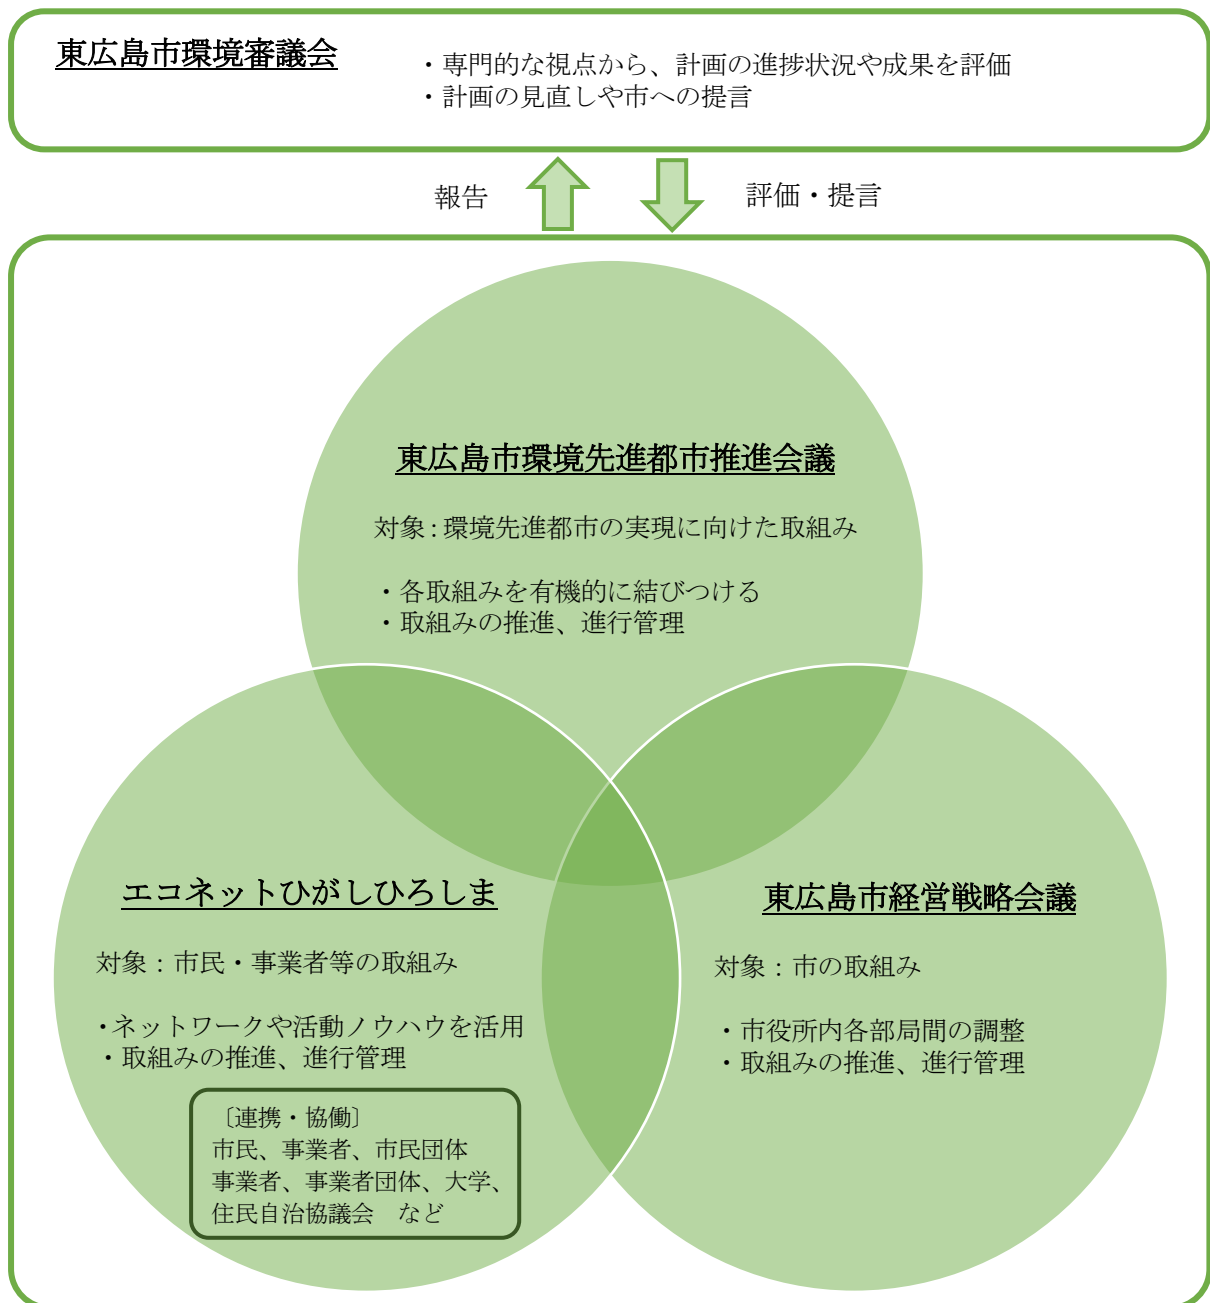 東広島市環境審議会
・専門的な視点から、計画の進捗状況や成果を評価
・計画の見直しや市への提言
報告
評価・提言
東広島市環境先進都市推進会議
対象：環境先進都市の実現に向けた取組み
・各取組みを有機的に結びつける
・取組みの推進、進行管理
エコネットひがしひろしま
対象：市民・事業者等の取組み
・ネットワークや活動ノウハウを活用
・取組みの推進、進行管理
〔連携・協働〕
市民、事業者、市民団体
事業者、事業者団体、大学、
住民自治協議会　など
東広島市経営戦略会議
対象：市の取組み
・市役所内各部局間の調整
・取組みの推進、進行管理